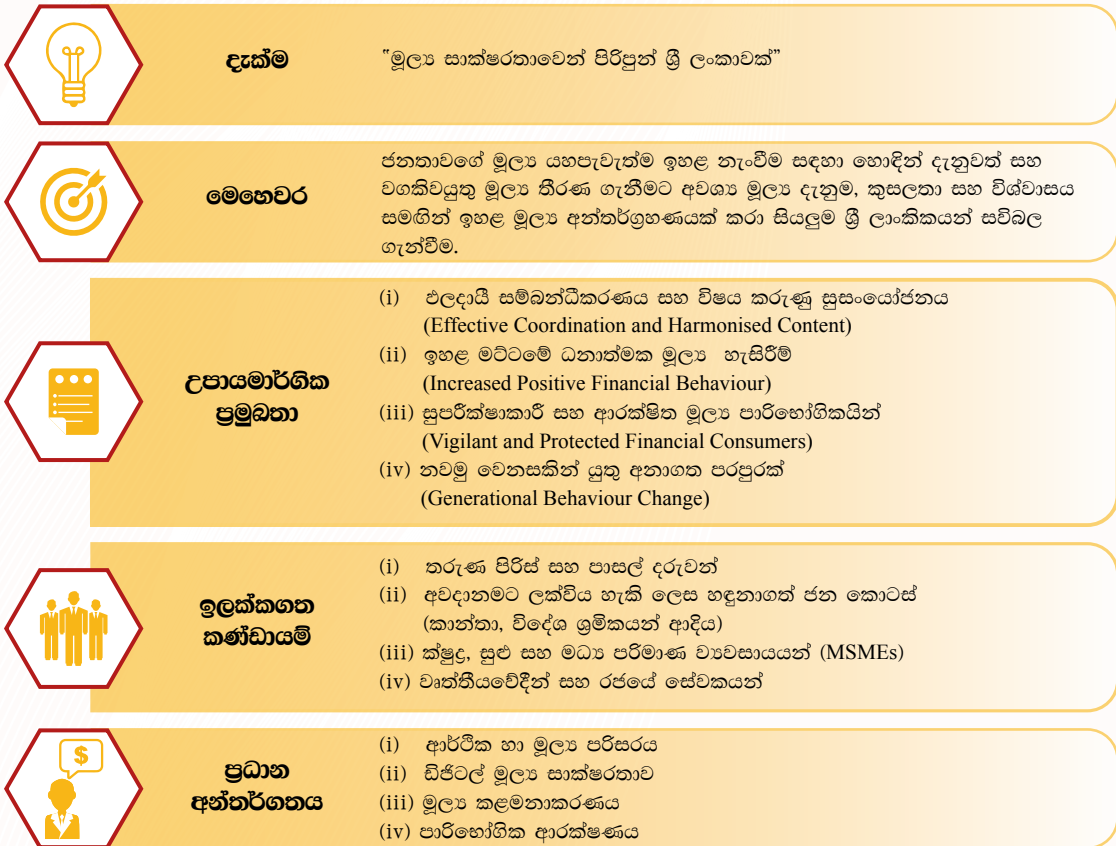 දැක්ම
“මූල්‍ය සාක්ෂරතාවෙන් පිරිපුන් ශ්‍රී ලංකාවක්”
මෙහෙවර
ජනතාවගේ මූල්‍ය යහපැවැත්ම ඉහළ නැංවීම සඳහා හොඳින් දැනුවත් සහ
වගකිවයුතු මූල්‍ය තීරණ ගැනීමට අවශ්‍ය මූල්‍ය දැනුම, කුසලතා සහ විශ්වාසය
සමඟින් ඉහළ මූල්‍ය අන්තර්ග්‍රහණයක් කරා සියලුම ශ්‍රී ලාංකිකයන් සවිබල
ගැන්වීම.
උපායමාර්ගික
ප්‍රමුඛතා
(i) ඵලදායී සම්බන්ධීකරණය සහ විෂය කරුණු සුසංයෝජනය
(Effective Coordination and Harmonised Content)
(ii) ඉහළ මට්ටමේ ධනාත්මක මූල්‍ය හැසිරීම්
(Increased Positive Financial Behaviour)
(iii) සුපරීක්ෂාකාරී සහ ආරක්ෂිත මූල්‍ය පාරිභෝගිකයින්
(Vigilant and Protected Financial Consumers)
(iv) නවමු වෙනසකින් යුතු අනාගත පරපුරක්
(Generational Behaviour Change)
ඉලක්කගත
කණ්ඩායම්
(i) තරුණ පිරිස් සහ පාසල් දරුවන්
(ii) අවදානමට ලක්විය හැකි ලෙස හඳුනාගත් ජන කොටස්
(කාන්තා, විදේශ ශ්‍රමිකයන් ආදිය)
(iii) ක්ෂුද්‍ර, සුළු සහ මධ්‍ය පරිමාණ ව්‍යවසායයන් (MSMEs)
(iv) වෘත්තීයවේදීන් සහ රජයේ සේවකයන්
$
ප්‍රධාන
අන්තර්ගතය
(i) ආර්ථික හා මූල්‍ය පරිසරය
(ii) ඩිජිටල් මූල්‍ය සාක්ෂරතාව
(iii) මූල්‍ය කළමනාකරණය
(iv) පාරිභෝගික ආරක්ෂණය